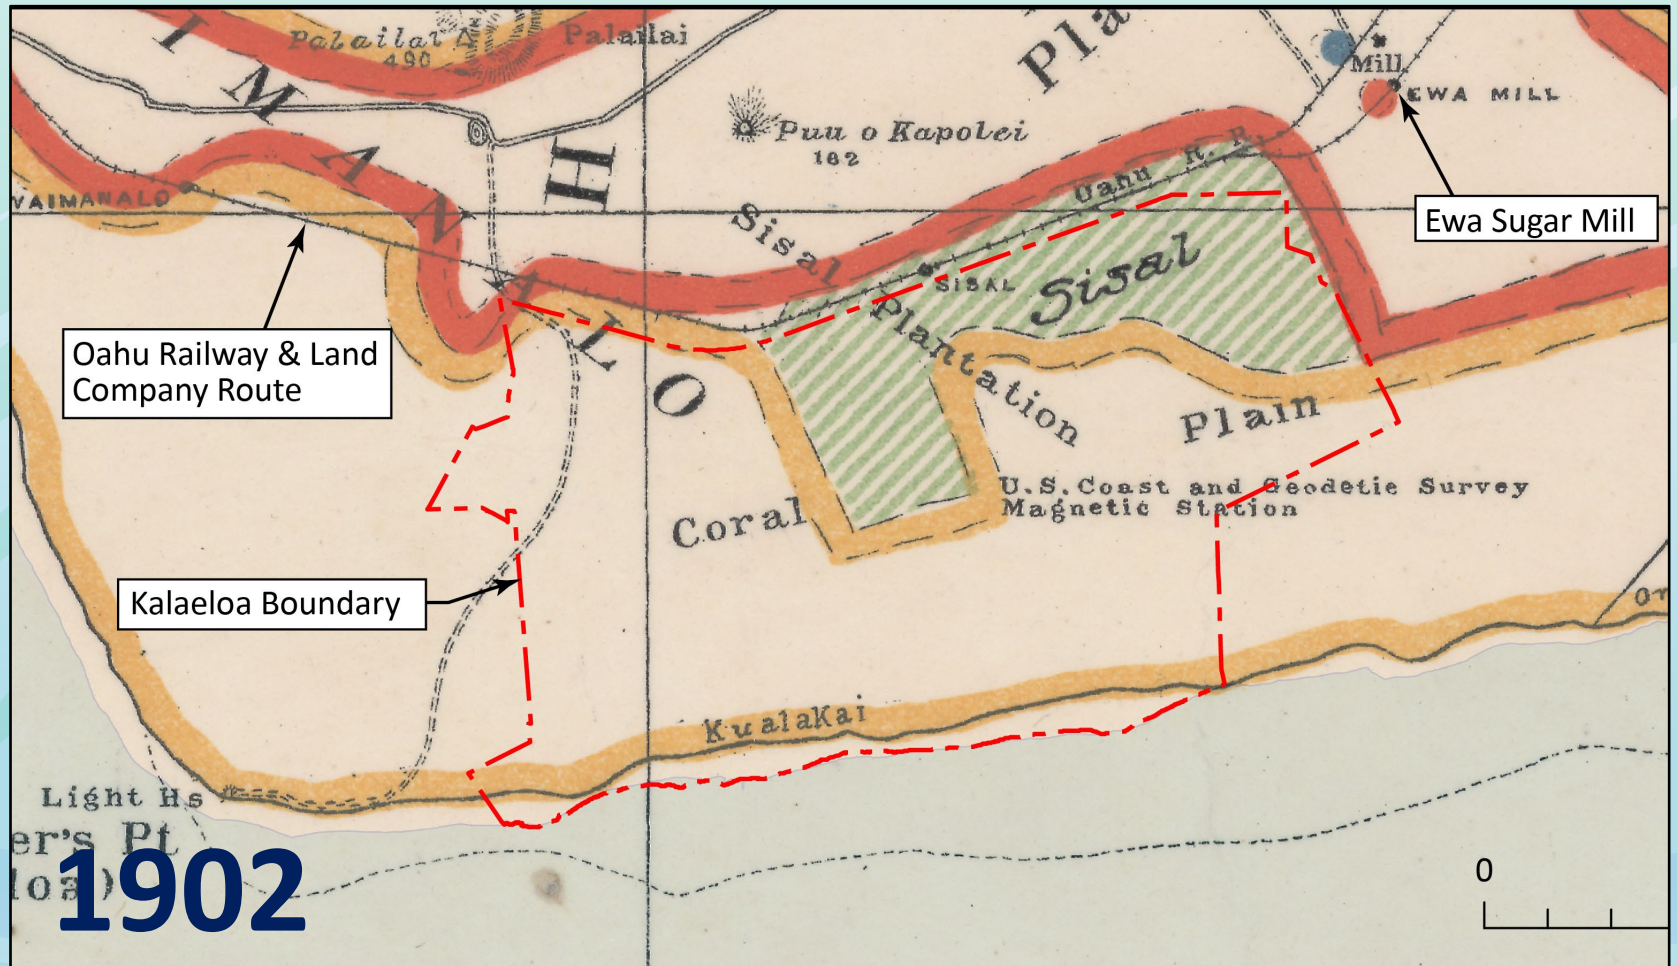 Palailai
490
Palailai
Pla
Mill
EWA MILL
Puu o Kapolei
162
H
I M A N A L O
WAIMANALO
Oahu R. R.
Ewa Sugar Mill
Sisal
Plantation
SISAL
Sisal
Oahu Railway & Land
Company Route
Coral
Plain
U.S. Coast and Geodetic Survey
Magnetic Station
Kalaeloa Boundary
KualaKai
Light Hs
er's Pt
loa)
1902
0